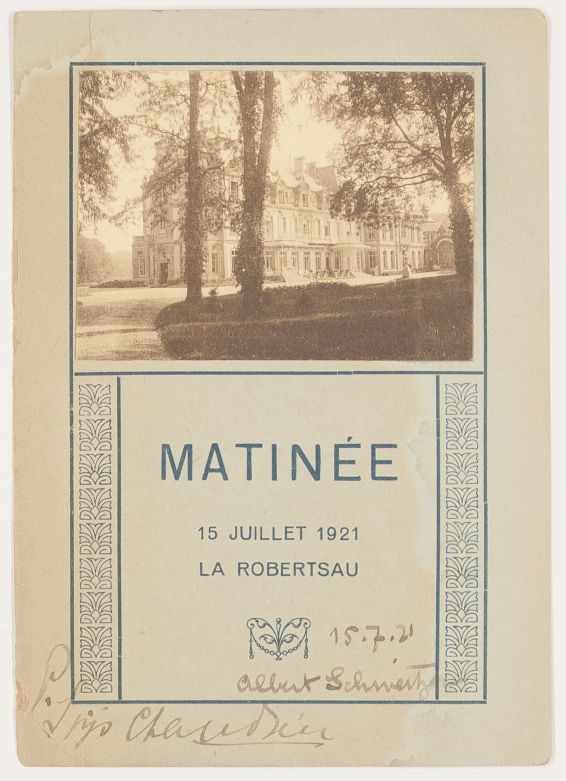 MATINÉE
15 JUILLET 1921
LA ROBERTSAU
15.7.21
Albert Schweitzer